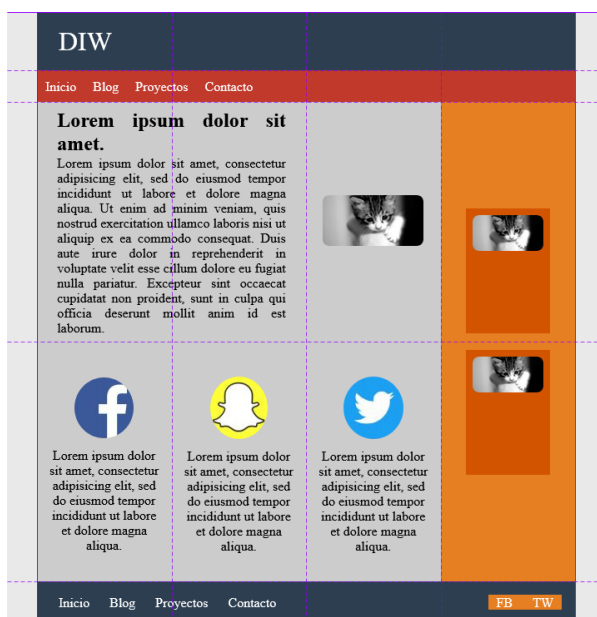 DIW
Inicio Blog Proyectos Contacto
Lorem ipsum dolor sit
amet.
Lorem ipsum dolor sit amet, consectetur
adipisicing elit, sed do eiusmod tempor
incididunt ut labore et dolore magna
aliqua. Ut enim ad minim veniam, quis
nostrud exercitation ullamco laboris nisi ut
aliquip ex ea commodo consequat. Duis
aute irure dolor in reprehenderit in
voluptate velit esse cillum dolore eu fugiat
nulla pariatur. Excepteur sint occaecat
cupidatat non proident, sunt in culpa qui
officia deserunt mollit anim id est
laborum.
Lorem ipsum dolor
sit amet, consectetur
adipisicing elit, sed
do eiusmod tempor
incididunt ut labore
et dolore magna
aliqua.
Lorem ipsum dolor
sit amet, consectetur
adipisicing elit, sed
do eiusmod tempor
incididunt ut labore
et dolore magna
aliqua.
Lorem ipsum dolor
sit amet, consectetur
adipisicing elit, sed
do eiusmod tempor
incididunt ut labore
et dolore magna
aliqua.
Inicio Blog Proyectos Contacto
FB TW